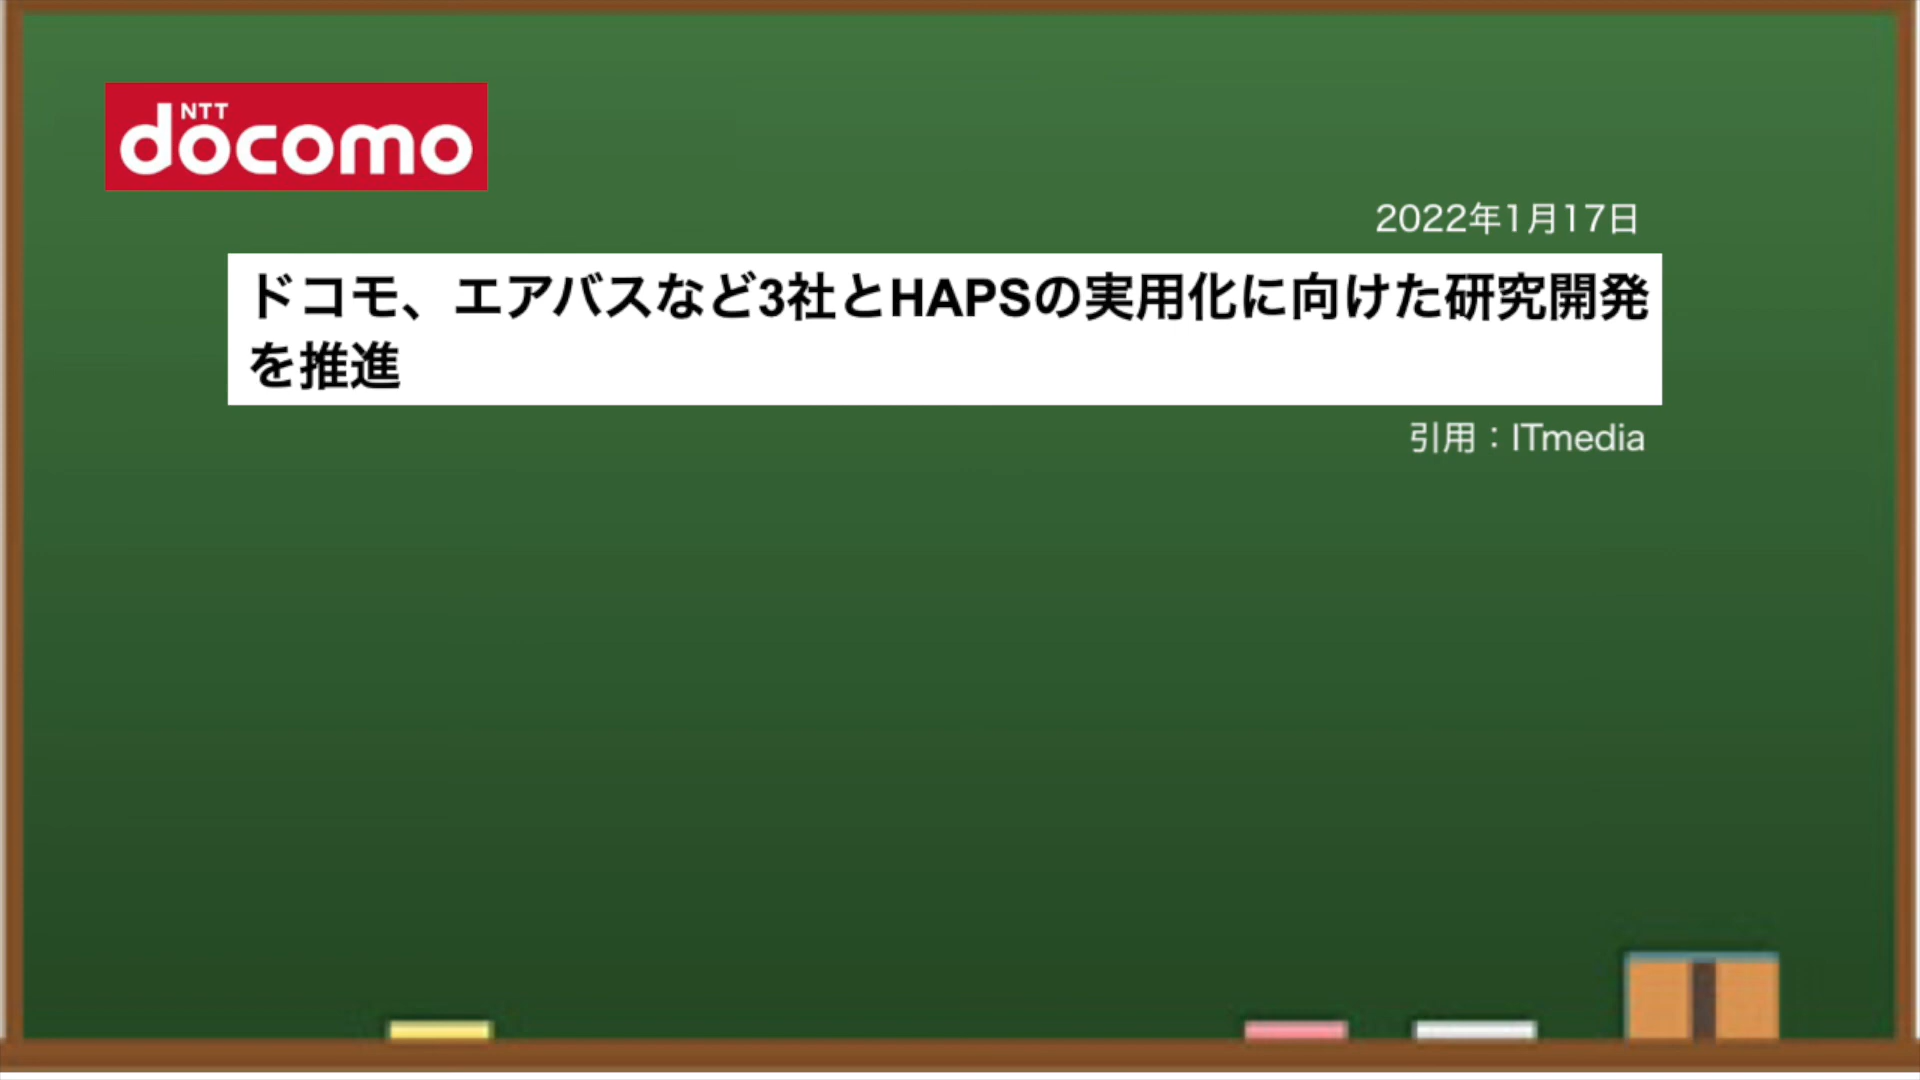 NTT
docomo
2022年1月17日
ドコモ、エアバスなど3社とHAPSの実用化に向けた研究開発
を推進
引用：ITmedia